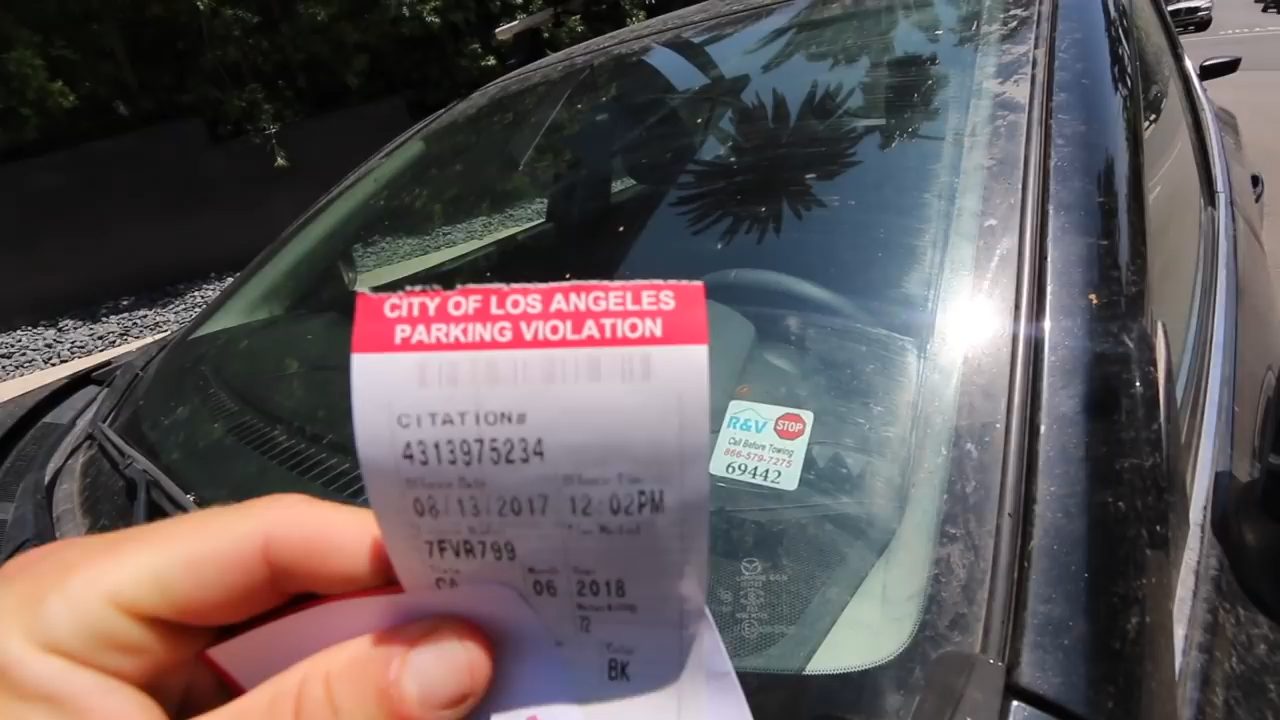 CITY OF LOS ANGELES
PARKING VIOLATION
CITATION#
4313975234
08/13/2017 12:02PM
7FVR799
CA 06 2018
72
BK
R&V STOP
Call Before Towing
866-579-7275
69442